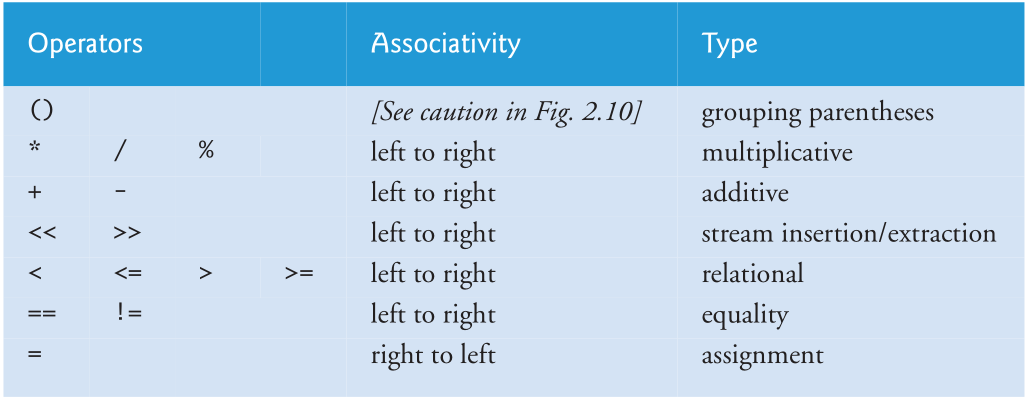 Operators Associativity Type
() [See caution in Fig. 2.10] grouping parentheses
* / % left to right multiplicative
+ - left to right additive
<< >> left to right stream insertion/extraction
< <= > >= left to right relational
== != left to right equality
= right to left assignment